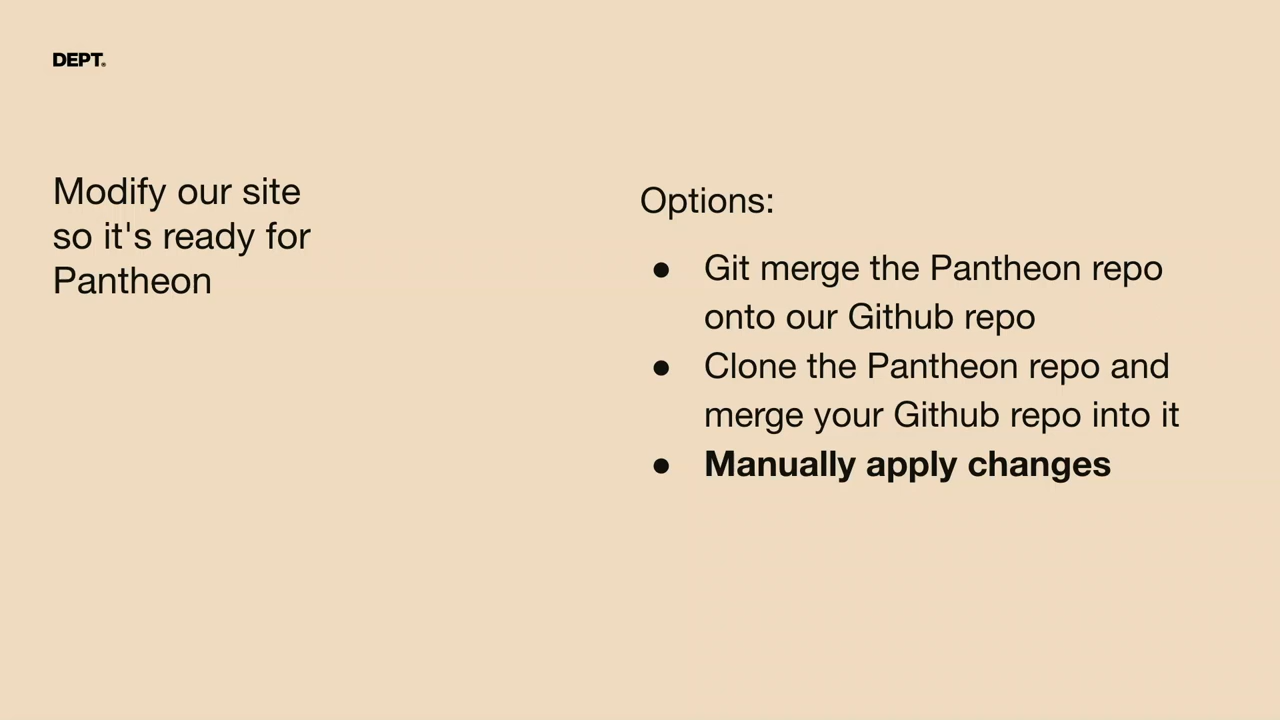 DEPT®
Modify our site
so it's ready for
Pantheon
Options:
● Git merge the Pantheon repo
onto our Github repo
● Clone the Pantheon repo and
merge your Github repo into it
● Manually apply changes